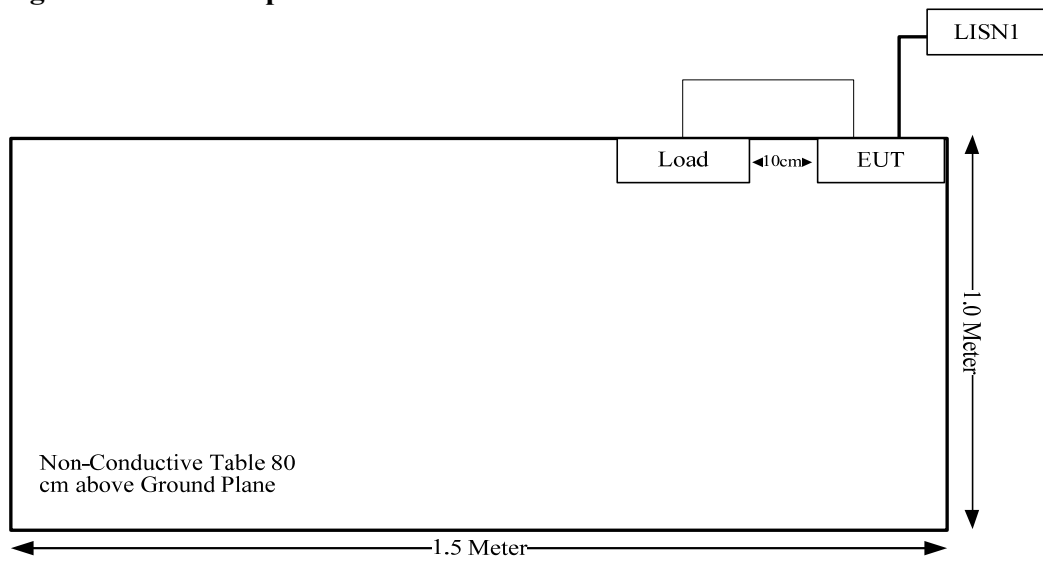 LISN1
Load
10cm
EUT
1.0 Meter
Non-Conductive Table 80
cm above Ground Plane
1.5 Meter